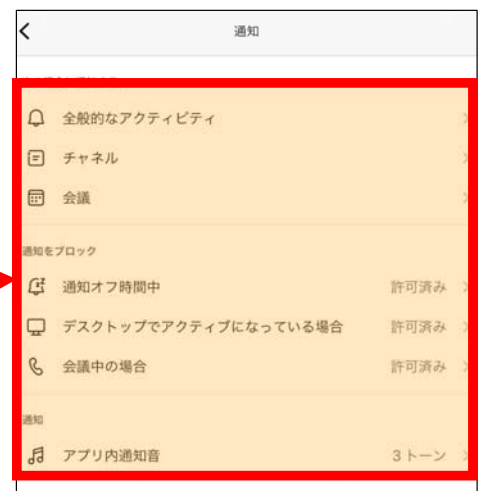 通知
全般的なアクティビティ
チャネル
会議
通知をブロック
通知オフ時間中 許可済み
デスクトップでアクティブになっている場合 許可済み
会議中の場合 許可済み
通知
アプリ内通知音 3 トーン